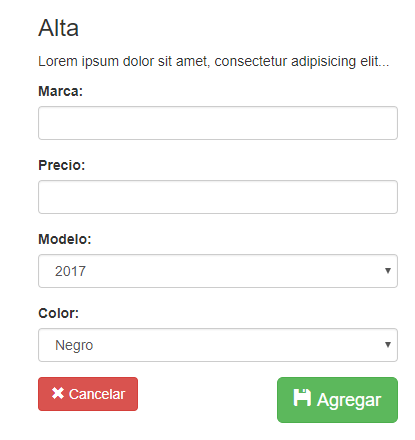 Alta
Lorem ipsum dolor sit amet, consectetur adipisicing elit...
Marca:
Precio:
Modelo:
2017
Color:
Negro
Cancelar
Agregar